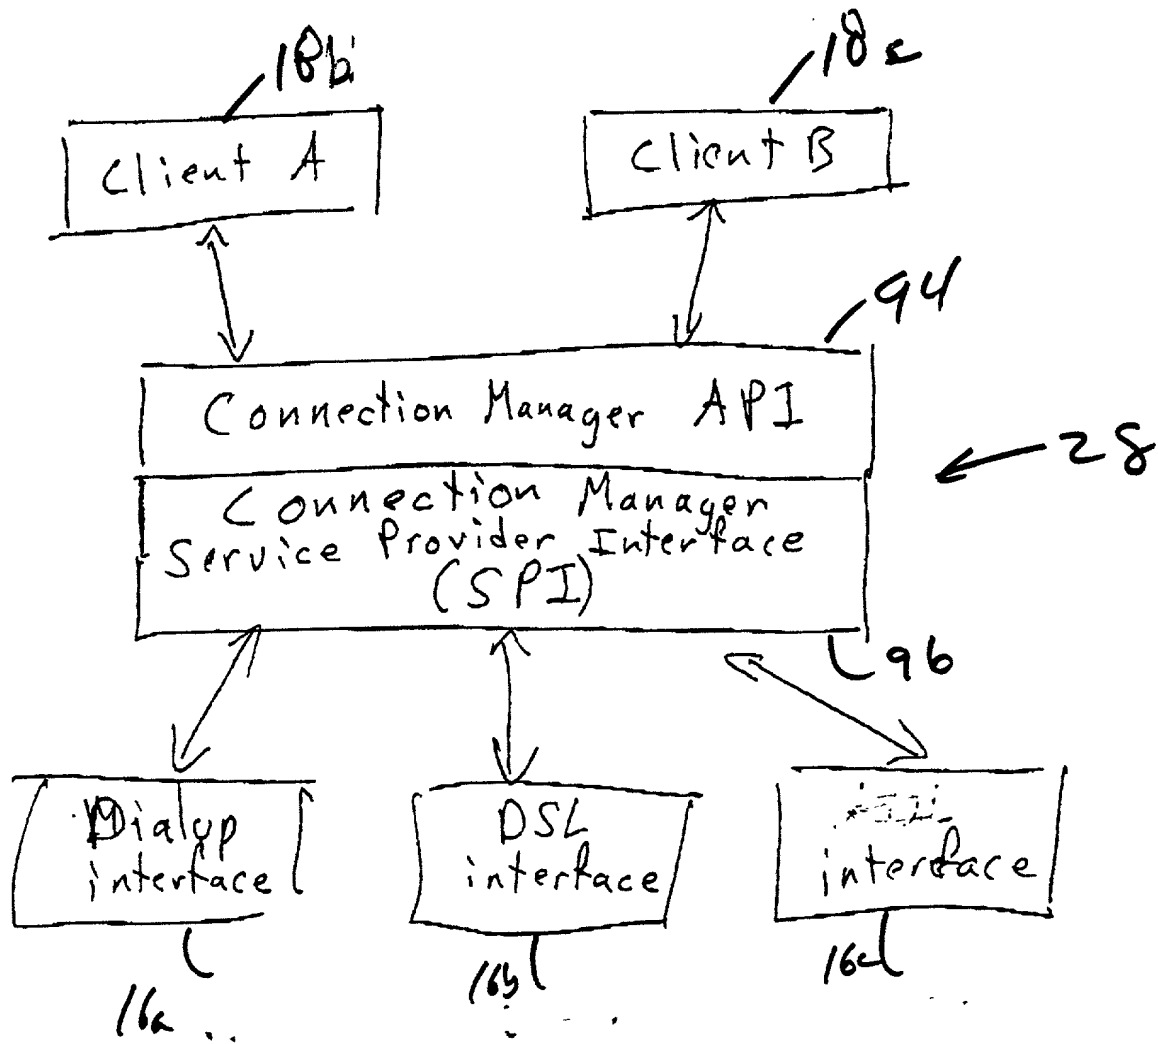 18b
18c
Client A
Client B
94
Connection Manager API
28
Connection Manager
Service Provider Interface
(SPI)
96
Dialup
interface
DSL
interface
interface
16a
16b
16c